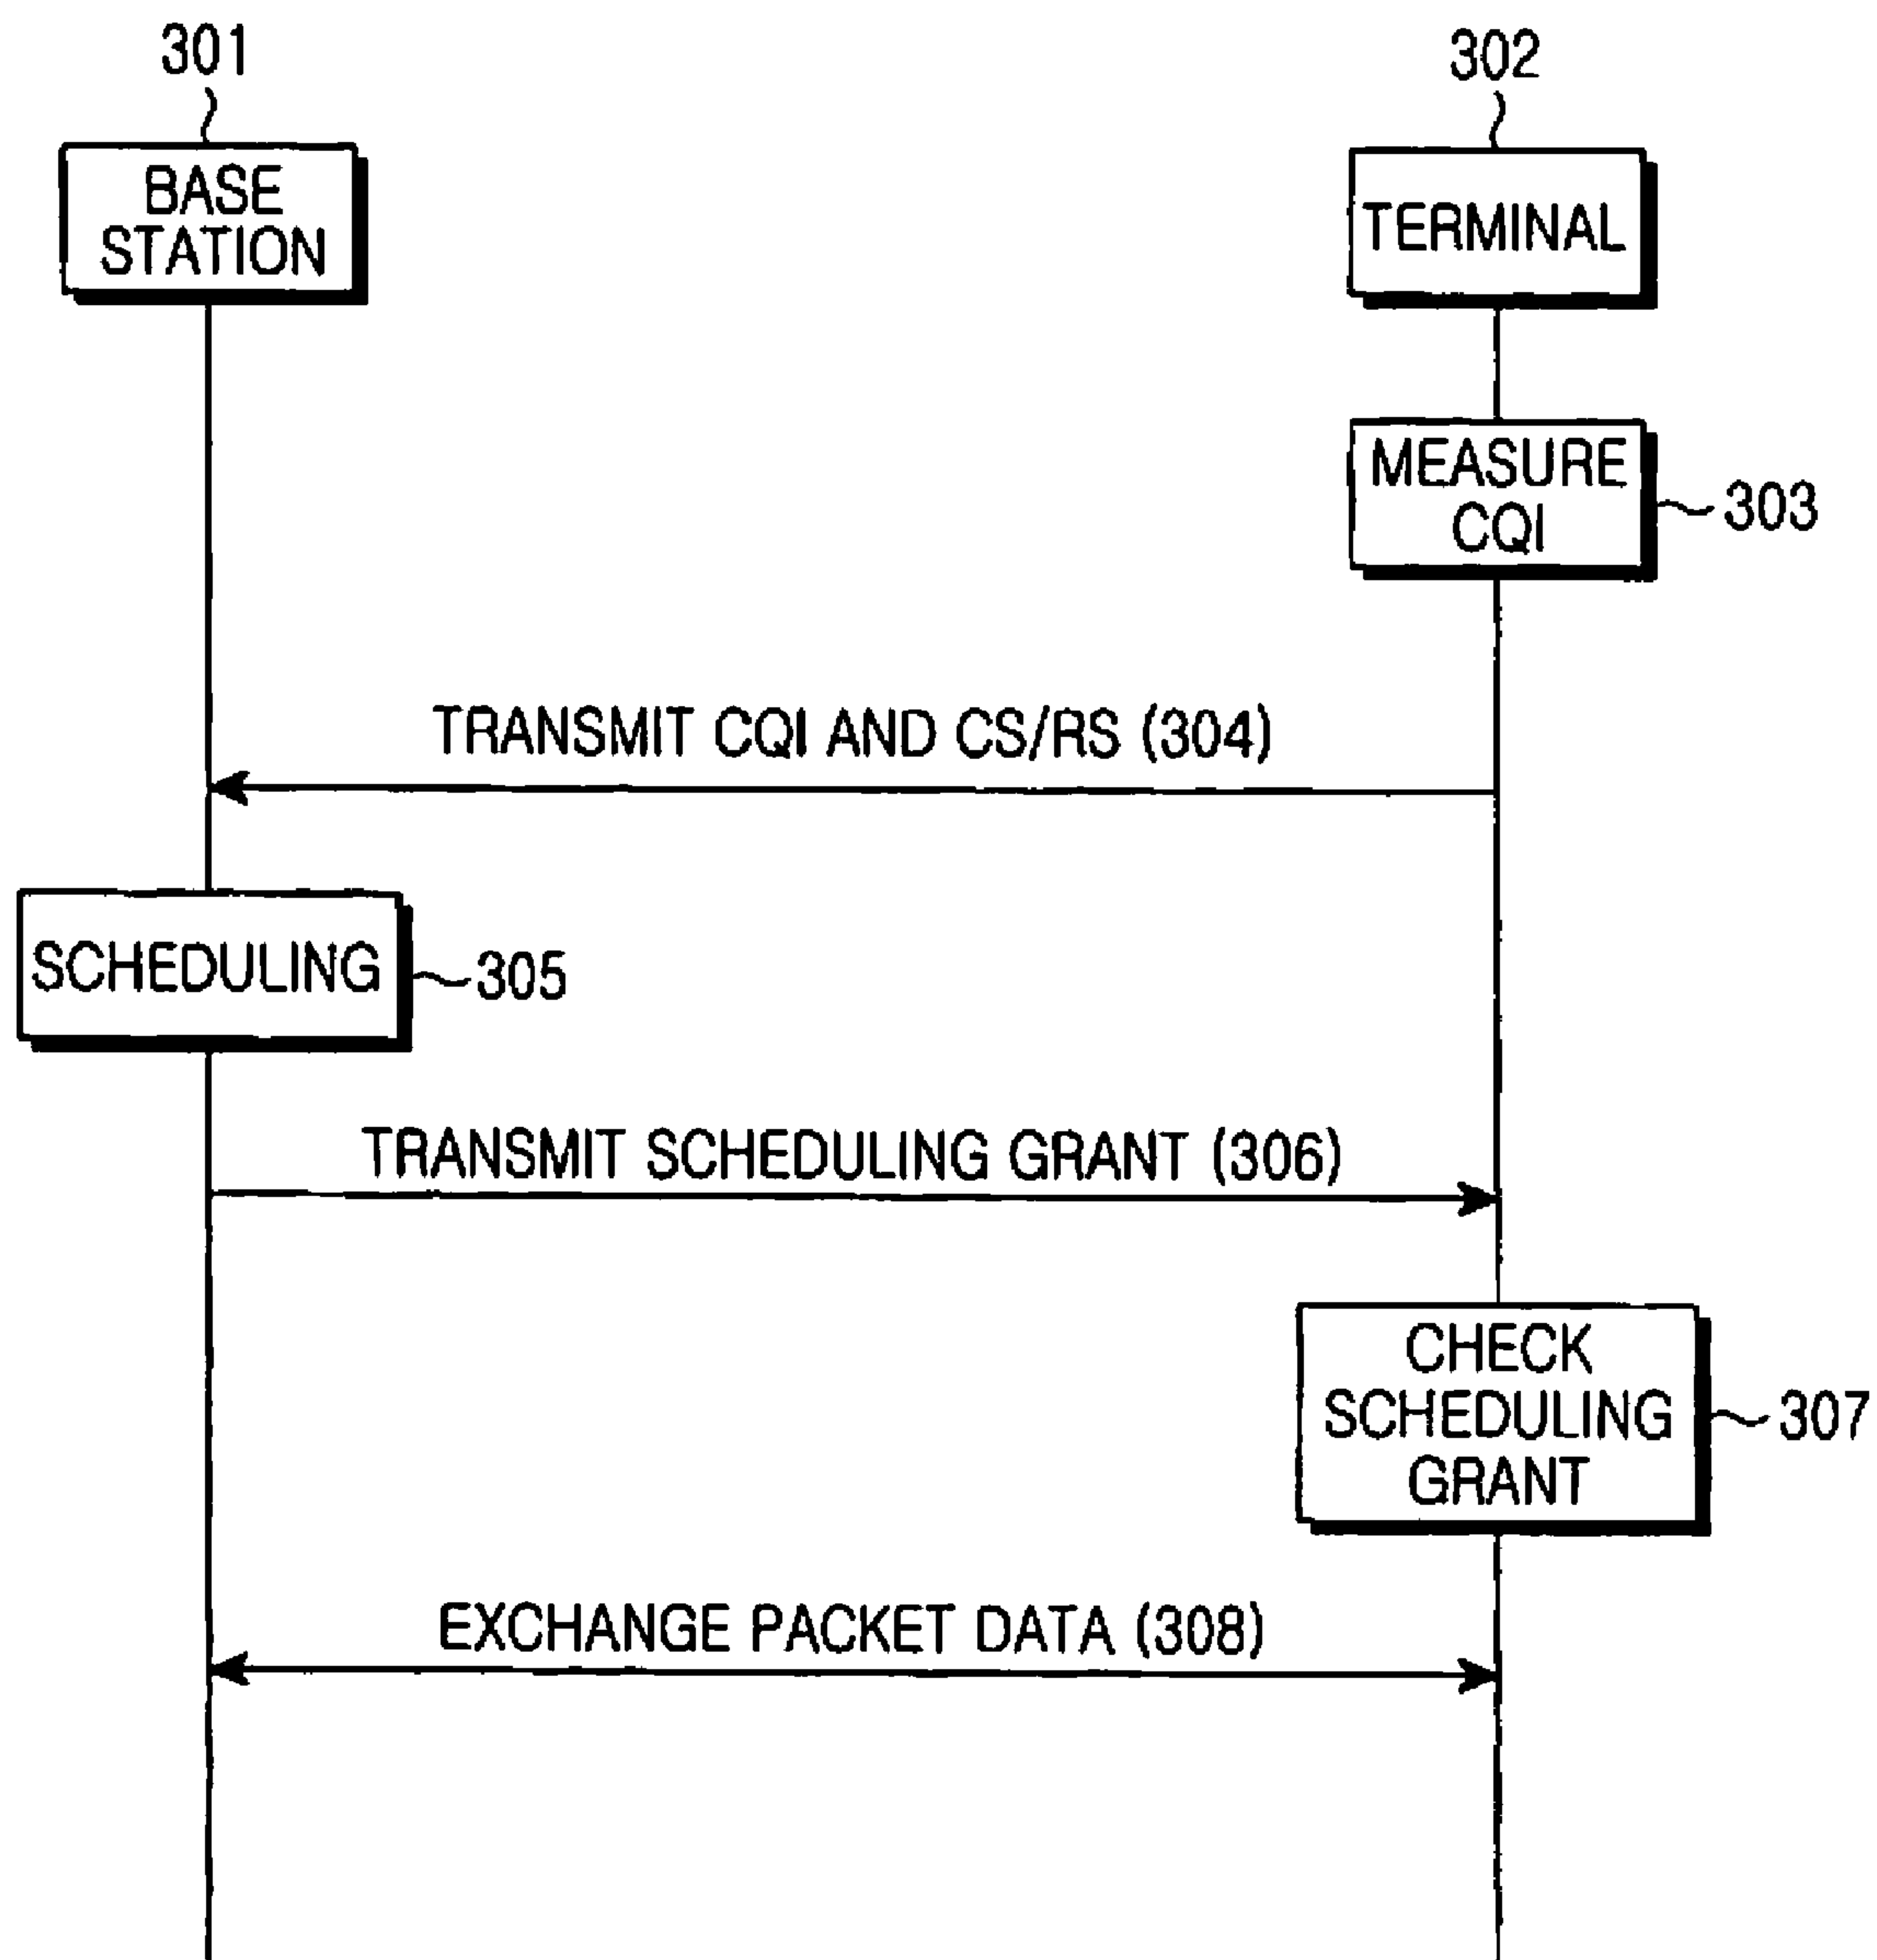 301
302
BASE
STATION
TERMINAL
MEASURE
CQI
303
TRANSMIT CQI AND CS/RS (304)
SCHEDULING
305
TRANSMIT SCHEDULING GRANT (306)
CHECK
SCHEDULING
GRANT
307
EXCHANGE PACKET DATA (308)